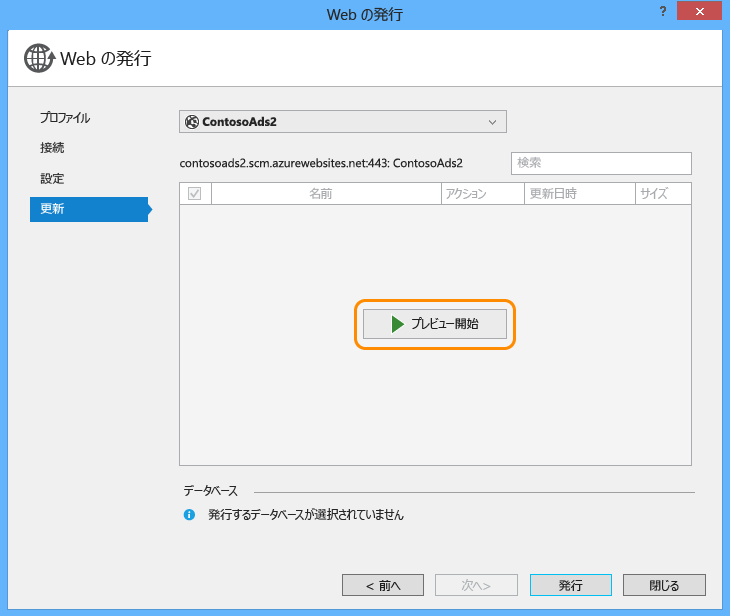 Web の発行
?
Web の発行
プロファイル
接続
設定
更新
ContosoAds2
contosoads2.scm.azurewebsites.net:443: ContosoAds2
検索
名前 アクション 更新日時 サイズ
プレビュー開始
データベース
発行するデータベースが選択されていません
< 前へ 次へ> 発行 閉じる